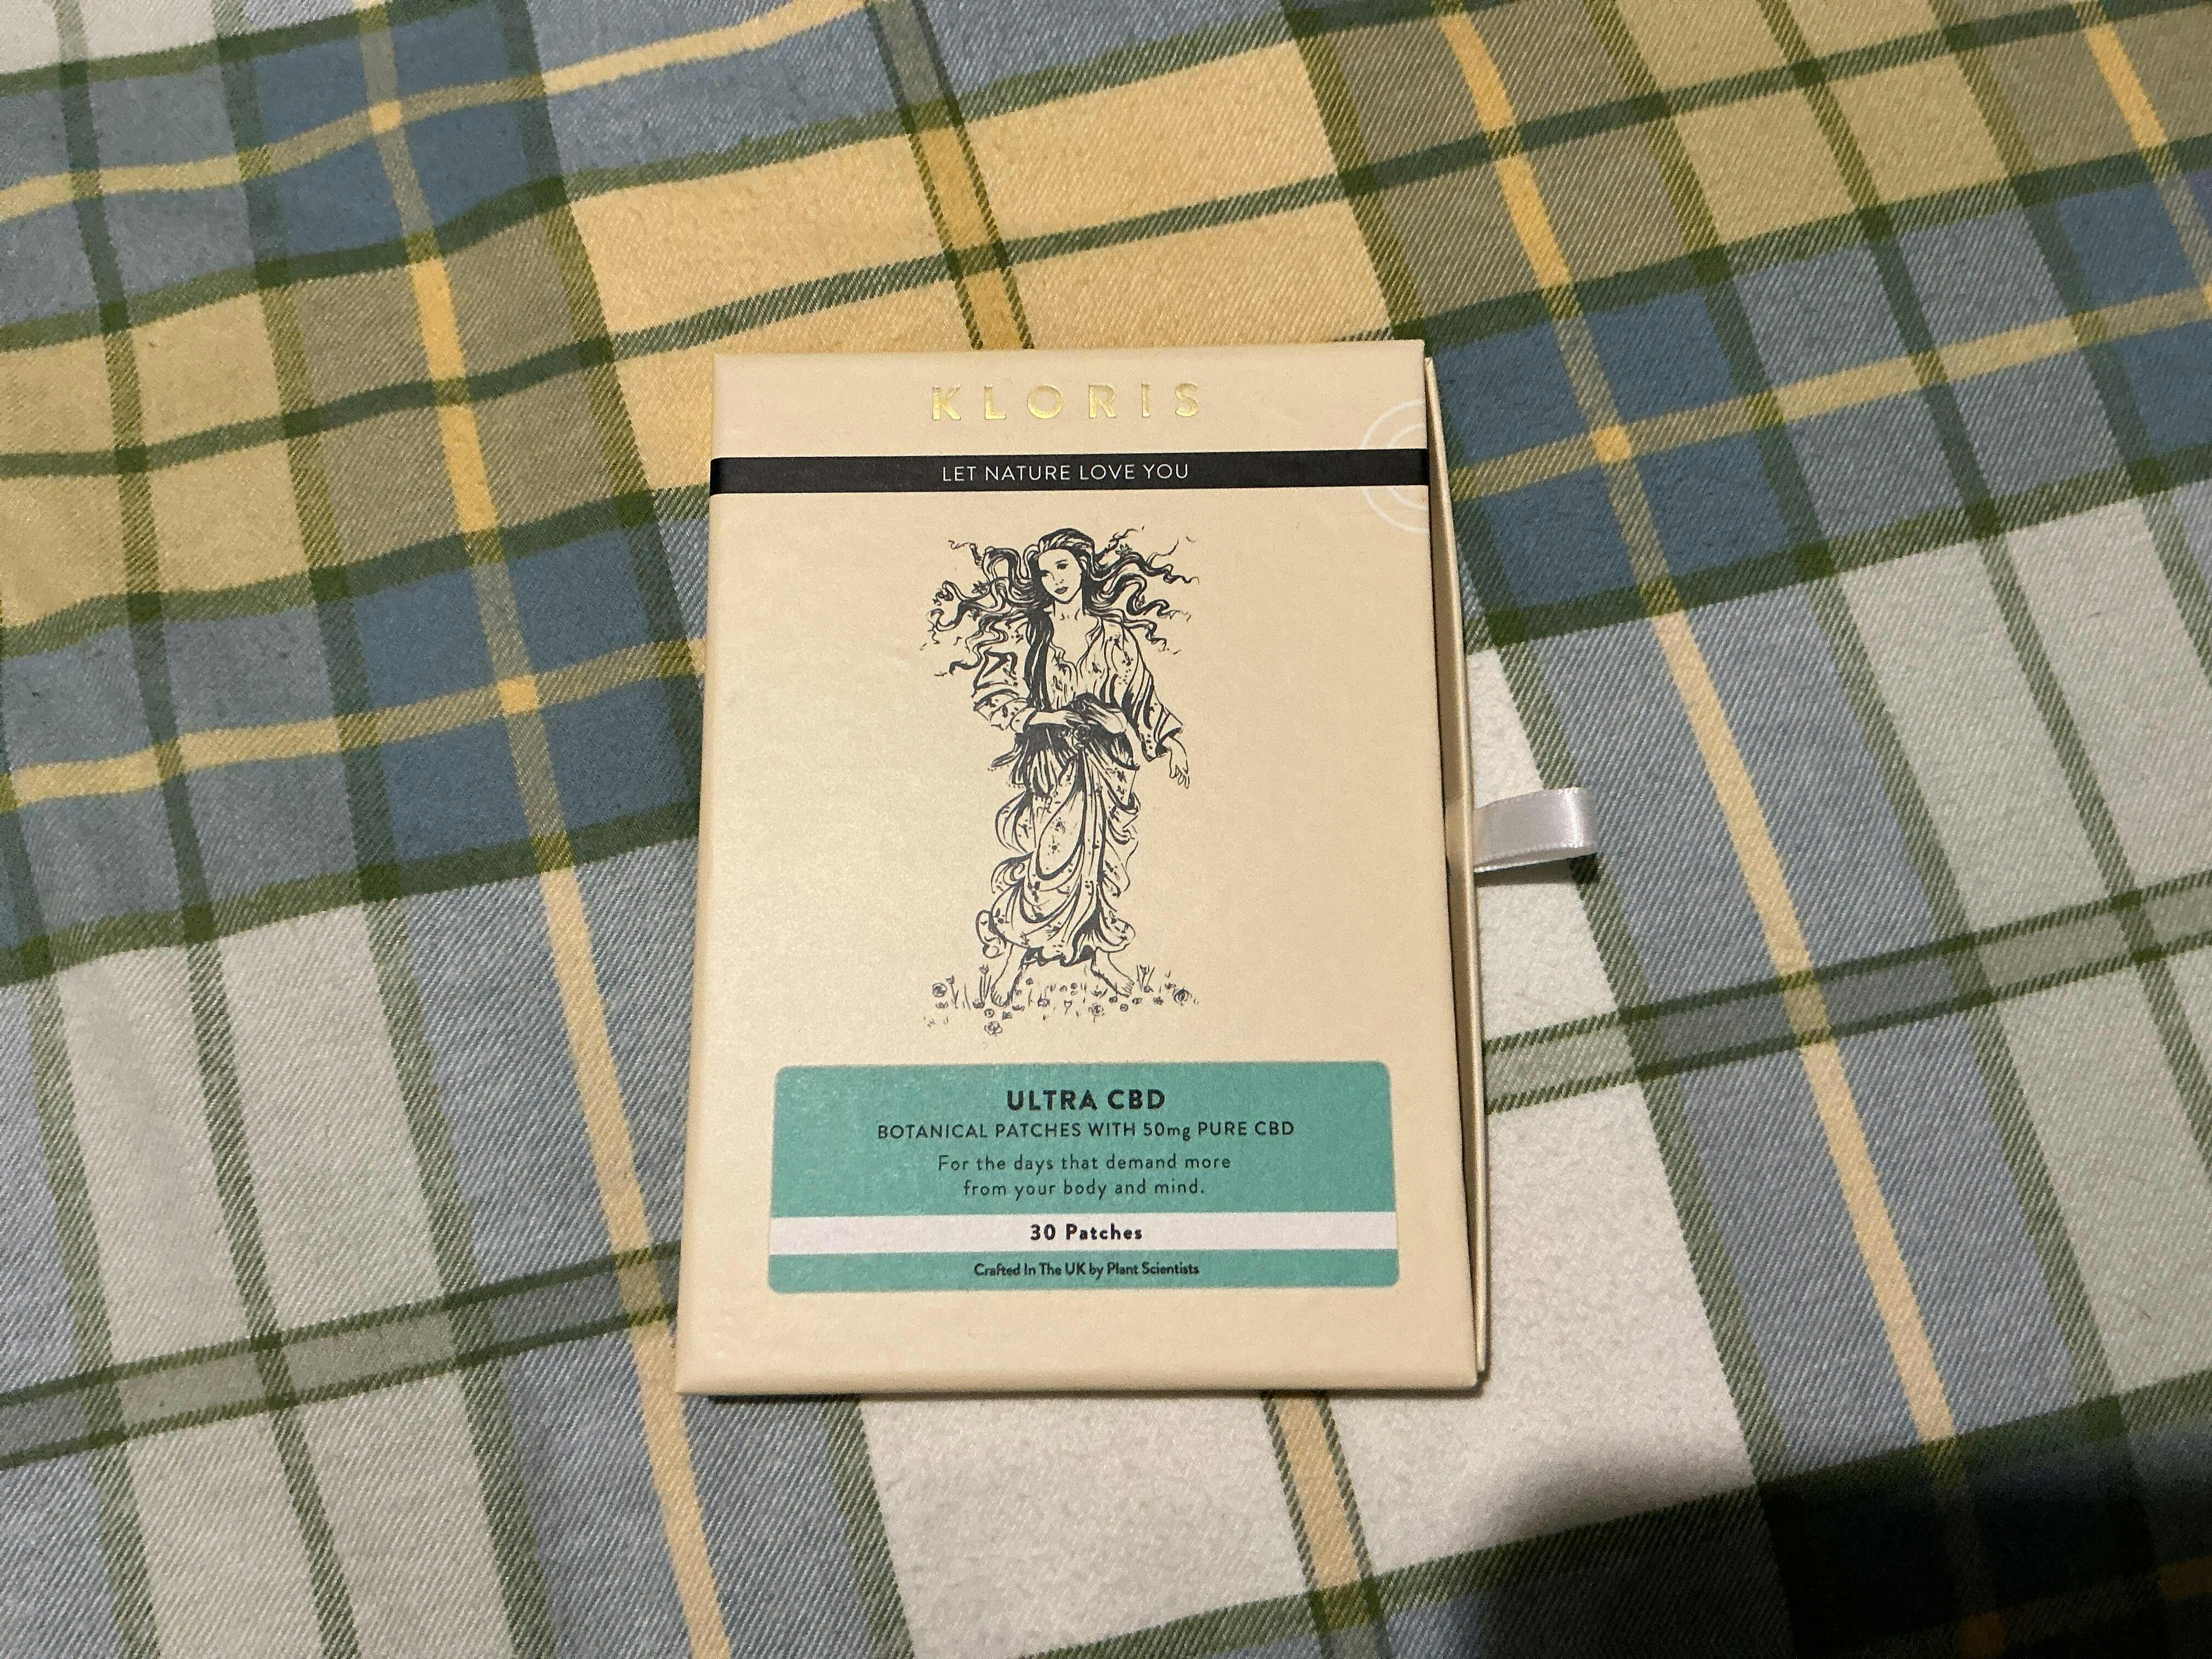 KLORIS
LET NATURE LOVE YOU
ULTRA CBD
BOTANICAL PATCHES WITH 50mg PURE CBD
For the days that demand more
from your body and mind.
30 Patches
Crafted In The UK by Plant Scientists